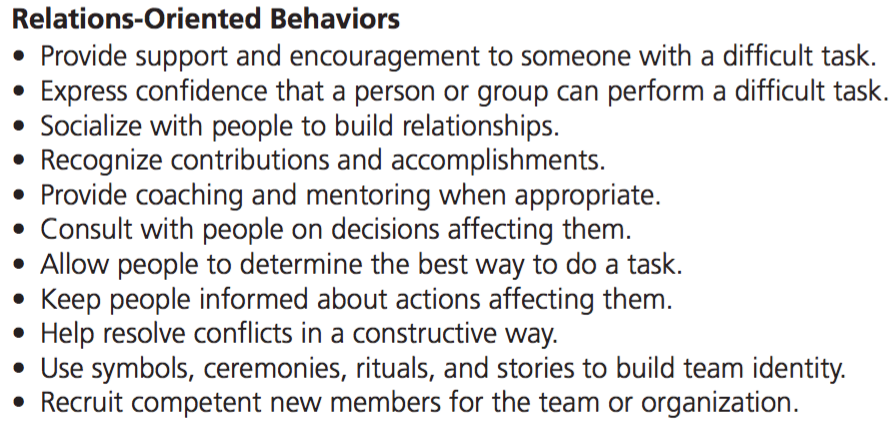 Relations-Oriented Behaviors
• Provide support and encouragement to someone with a difficult task.
• Express confidence that a person or group can perform a difficult task.
• Socialize with people to build relationships.
• Recognize contributions and accomplishments.
• Provide coaching and mentoring when appropriate.
• Consult with people on decisions affecting them.
• Allow people to determine the best way to do a task.
• Keep people informed about actions affecting them.
• Help resolve conflicts in a constructive way.
• Use symbols, ceremonies, rituals, and stories to build team identity.
• Recruit competent new members for the team or organization.